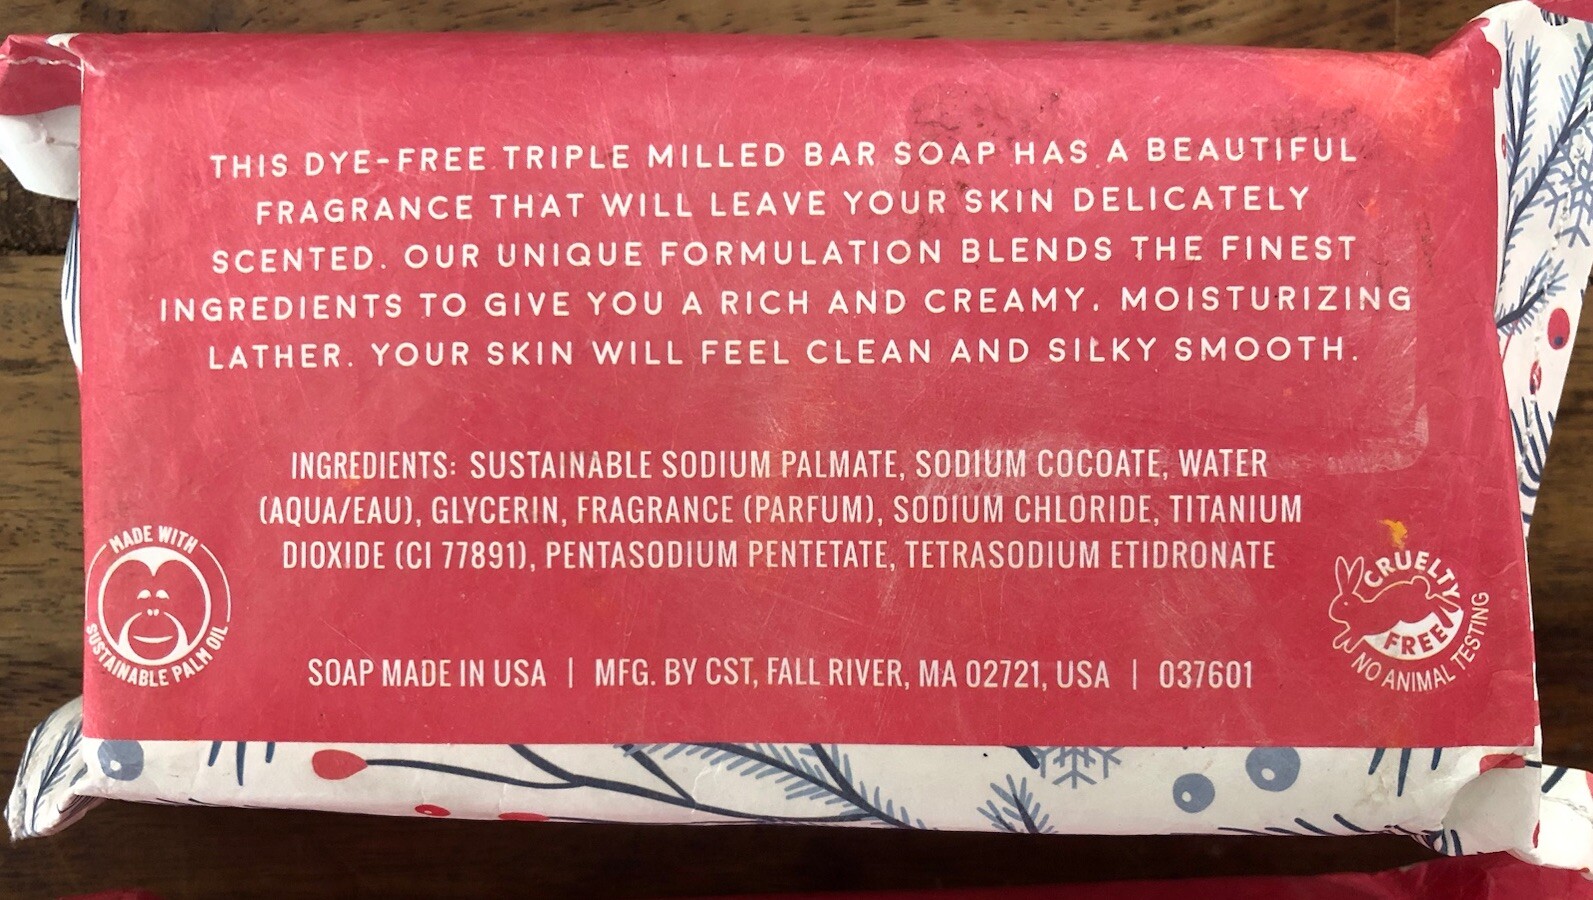 THIS DYE-FREE TRIPLE MILLED BAR SOAP HAS A BEAUTIFUL
FRAGRANCE THAT WILL LEAVE YOUR SKIN DELICATELY
SCENTED. OUR UNIQUE FORMULATION BLENDS THE FINEST
INGREDIENTS TO GIVE YOU A RICH AND CREAMY, MOISTURIZING
LATHER. YOUR SKIN WILL FEEL CLEAN AND SILKY SMOOTH.
INGREDIENTS: SUSTAINABLE SODIUM PALMATE, SODIUM COCOATE, WATER
(AQUA/EAU), GLYCERIN, FRAGRANCE (PARFUM), SODIUM CHLORIDE, TITANIUM
DIOXIDE (CI 77891), PENTASODIUM PENTETATE, TETRASODIUM ETIDRONATE
MADE WITH
SUSTAINABLE PALM OIL
CRUELTY
FREE
NO ANIMAL TESTING
SOAP MADE IN USA | MFG. BY CST, FALL RIVER, MA 02721, USA | 037601